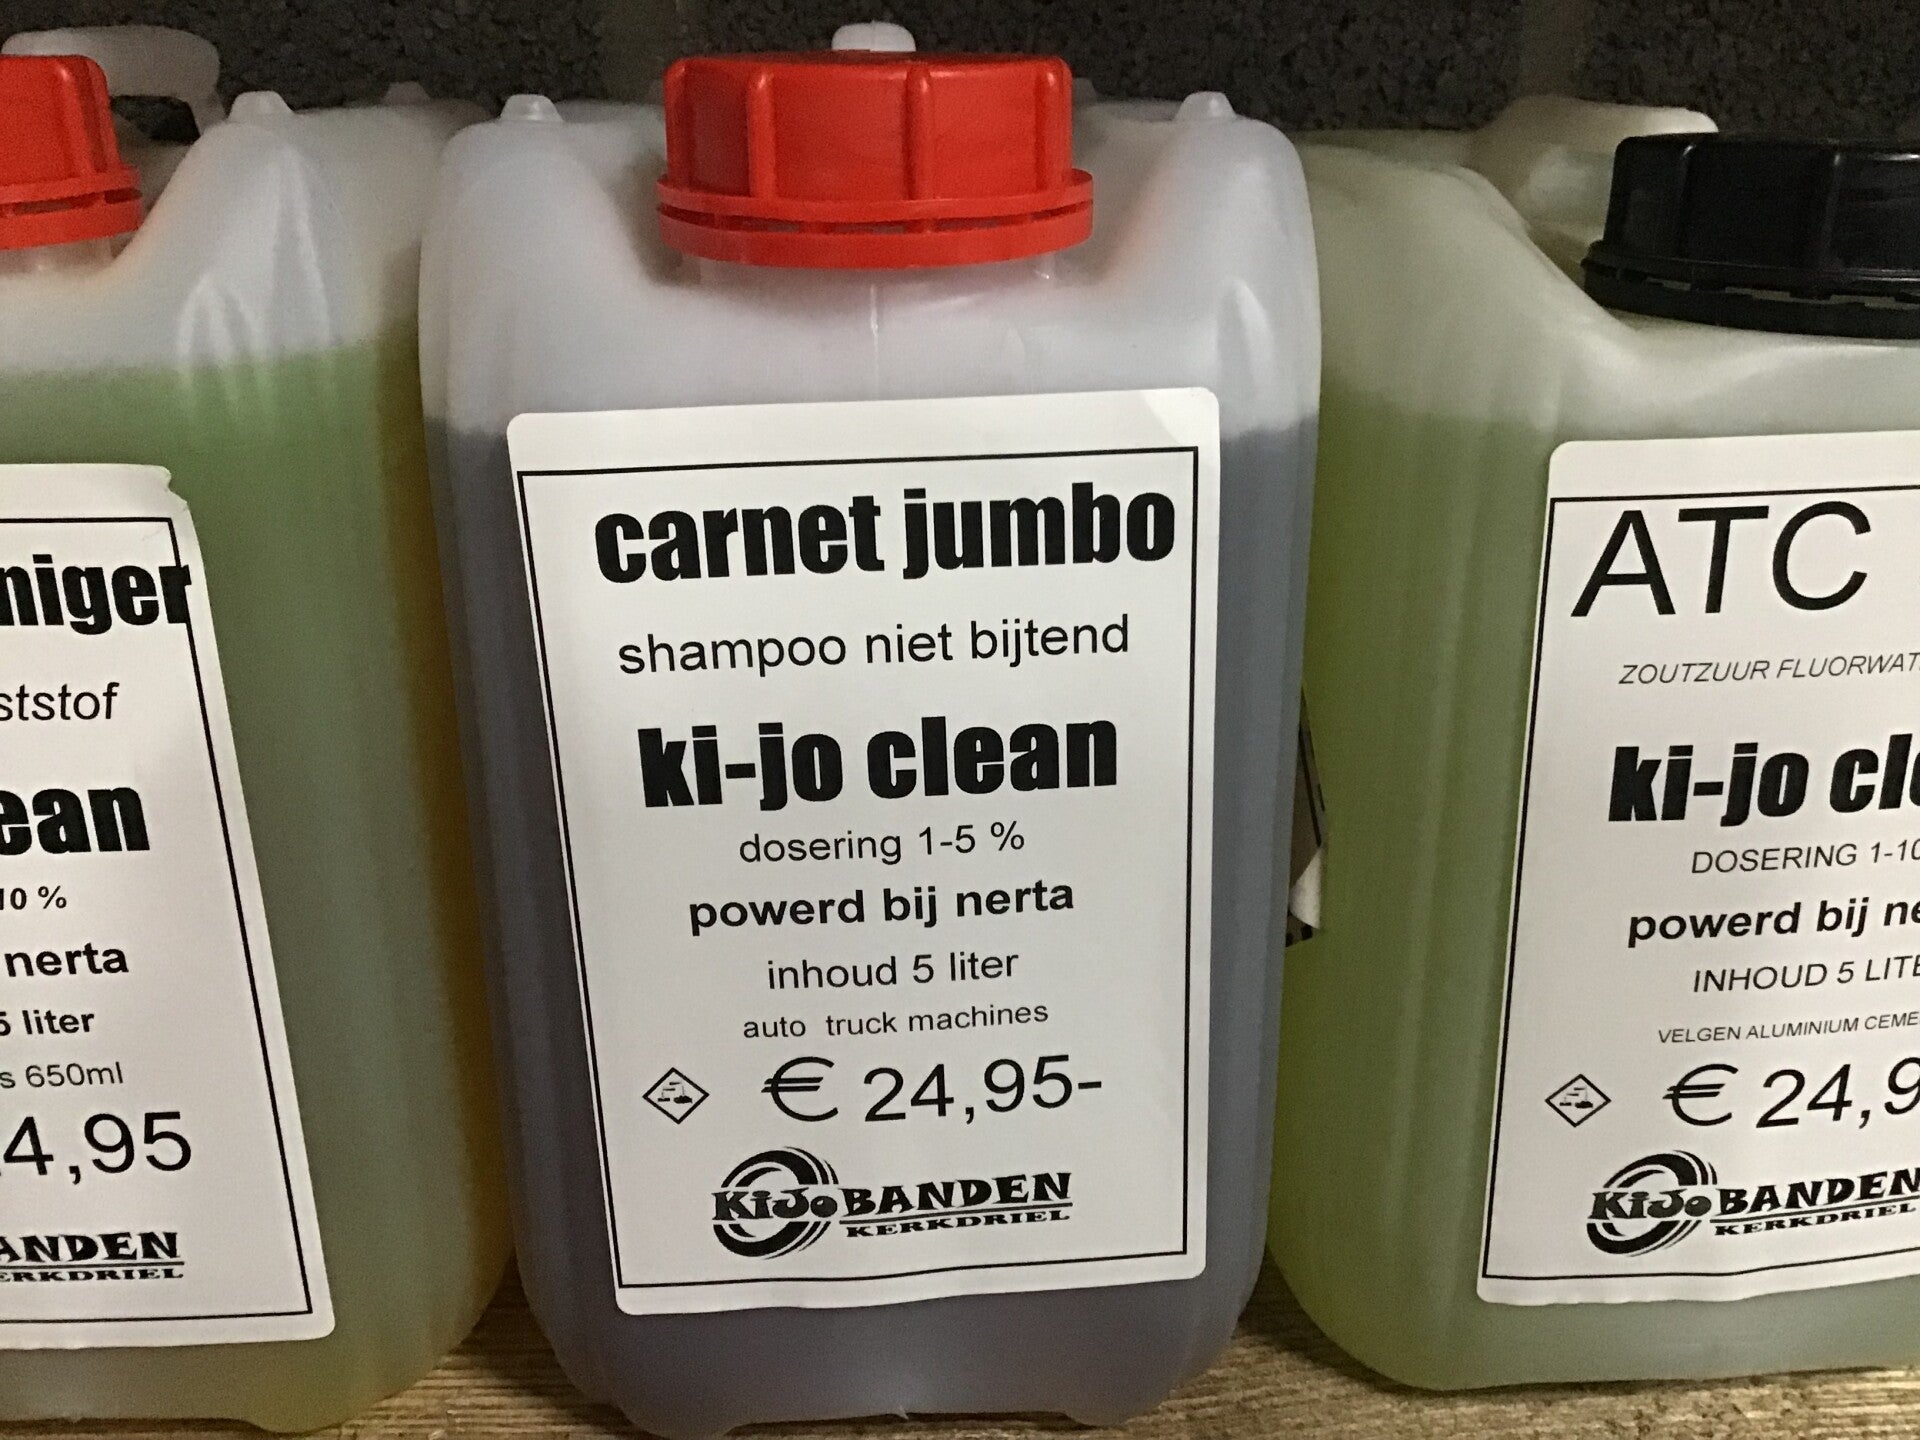 niger
ststof
ean
10 %
nerta
5 liter
s 650ml
4,95
ANDEN
ERKDRIEL
carnet jumbo
shampoo niet bijtend
ki-jo clean
dosering 1-5 %
powerd bij nerta
inhoud 5 liter
auto truck machines
€ 24,95-
KiJo BANDEN
KERKDRIEL
ATC
ZOUTZUUR FLUORWAT
ki-jo cle
DOSERING 1-10
powerd bij ne
INHOUD 5 LITE
VELGEN ALUMINIUM CEME
€ 24,9
KiJo BANDEN
KERKDRIEL